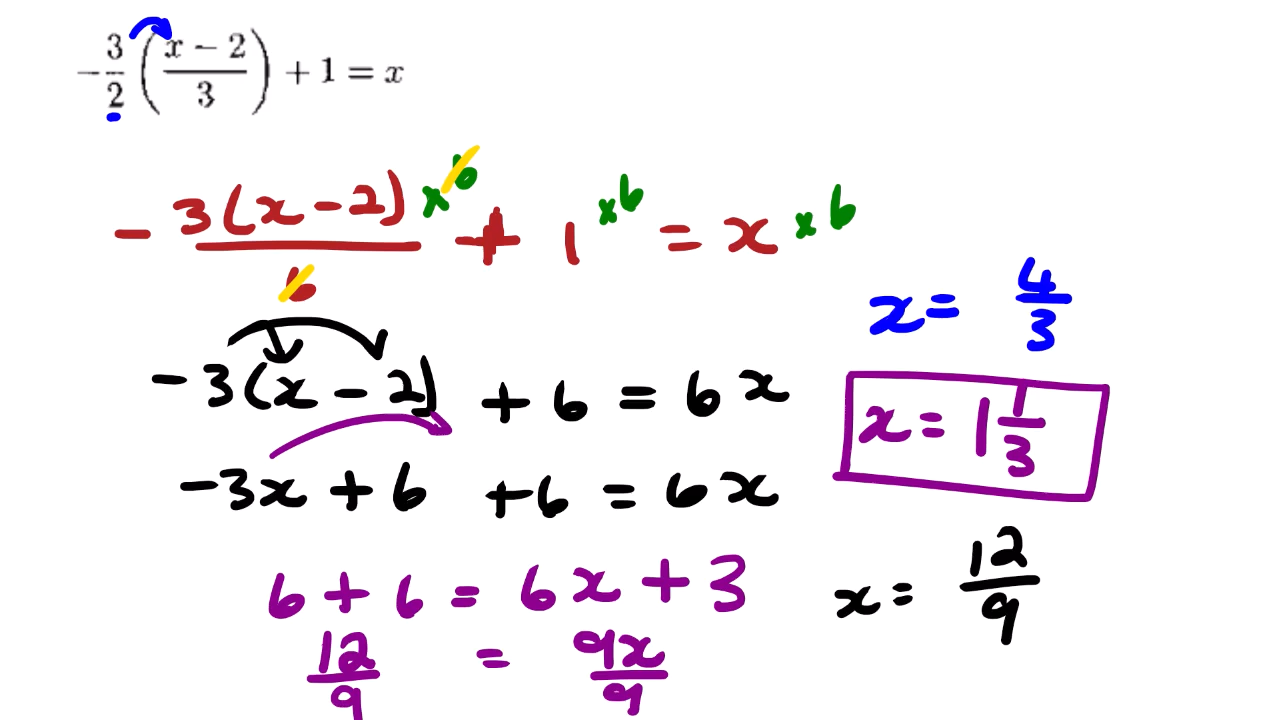 -3/2 ((x − 2)/3) + 1 = x
- 3(x - 2) ×6 / 6 + 1 ×6 = x ×6
x = 4/3
-3(x - 2) + 6 = 6x
x = 1 1/3
-3x + 6 + 6 = 6x
6 + 6 = 6x + 3
x = 12/9
12/9 = 9x/9